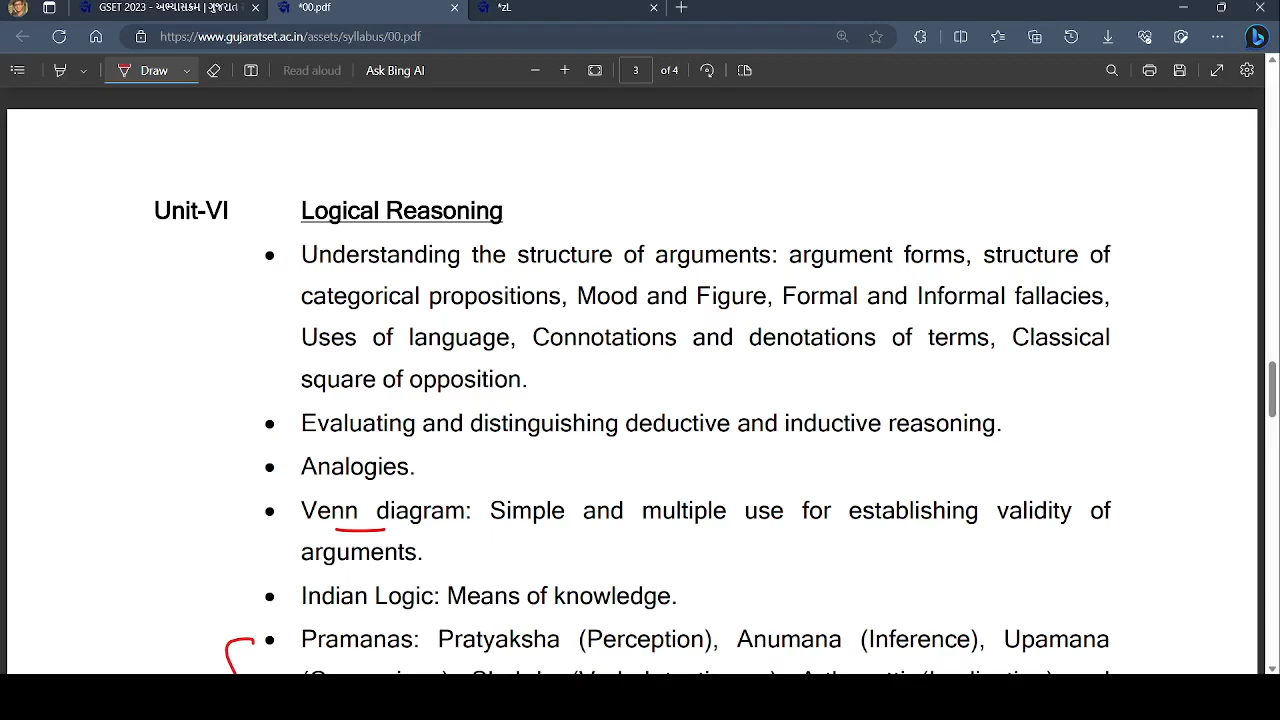 GSET 2023 - અભ્યાસક્રમ | ગુજરાત
*00.pdf
*zL
https://www.gujaratset.ac.in/assets/syllabus/00.pdf
Draw
Read aloud
Ask Bing AI
3
of 4
Unit-VI Logical Reasoning
• Understanding the structure of arguments: argument forms, structure of
categorical propositions, Mood and Figure, Formal and Informal fallacies,
Uses of language, Connotations and denotations of terms, Classical
square of opposition.
• Evaluating and distinguishing deductive and inductive reasoning.
• Analogies.
• Venn diagram: Simple and multiple use for establishing validity of
arguments.
• Indian Logic: Means of knowledge.
• Pramanas: Pratyaksha (Perception), Anumana (Inference), Upamana